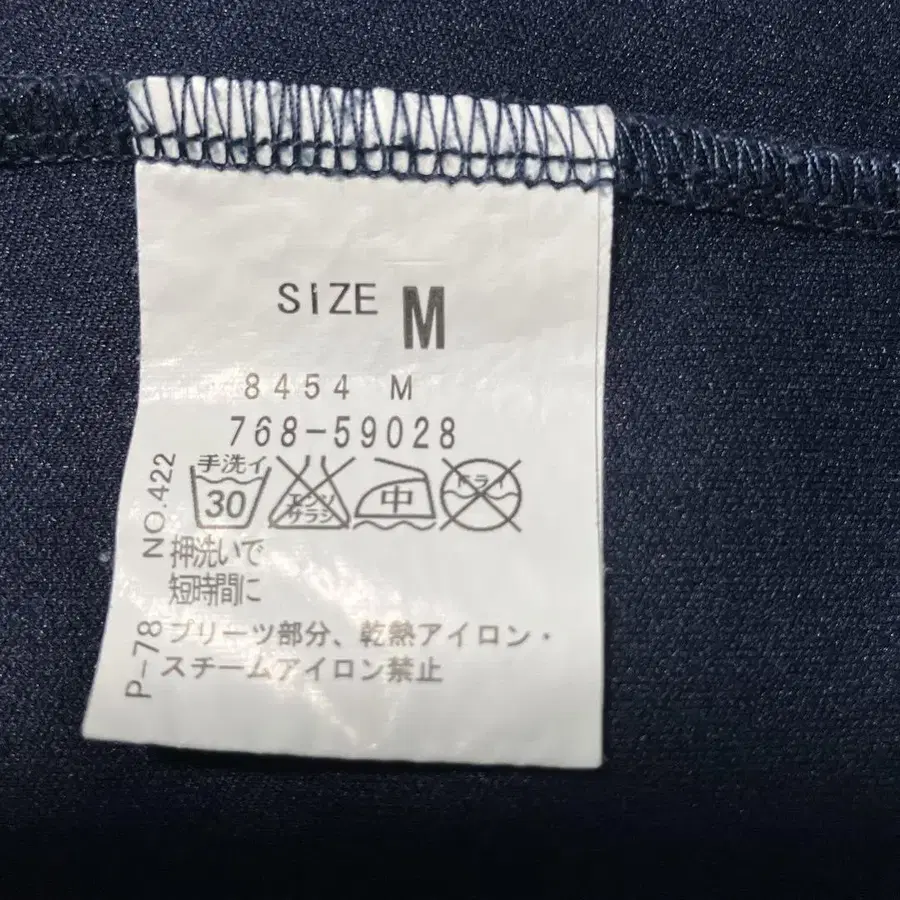 SIZE M
8454 M
768-59028
手洗イ
30
エンソ
サラシ
中
ドライ
NO.422
押洗いで
短時間に
P-78
プリーツ部分、乾熱アイロン・
スチームアイロン禁止